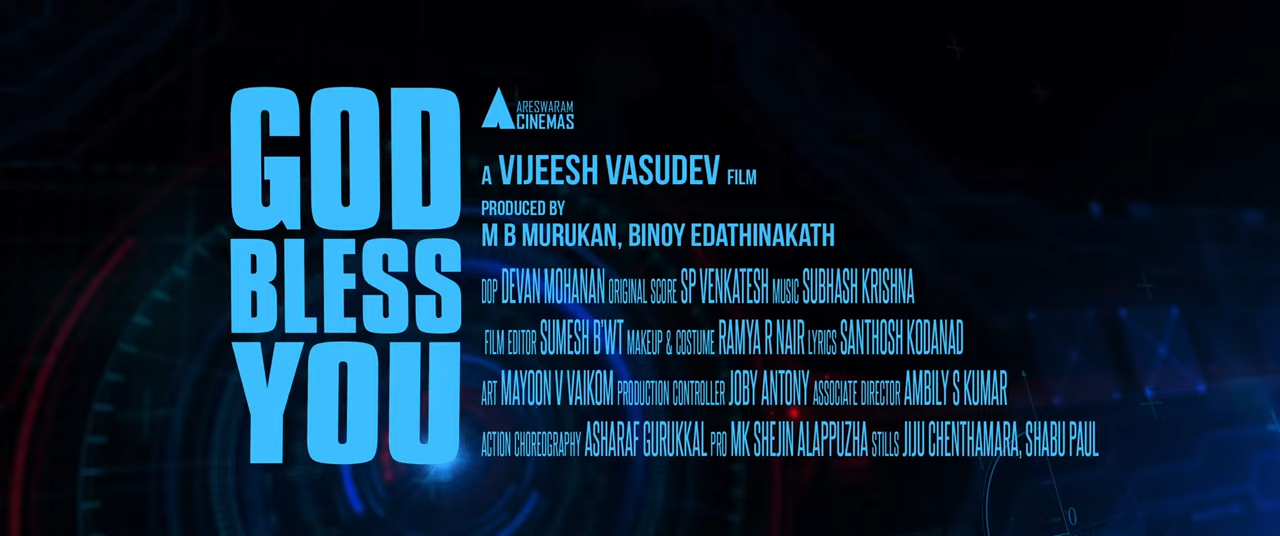 GOD
BLESS
YOU
ARESWARAM
CINEMAS
A VIJEESH VASUDEV FILM
PRODUCED BY
M B MURUKAN, BINOY EDATHINAKATH
DOP DEVAN MOHANAN ORIGINAL SCORE SP VENKATESH MUSIC SUBHASH KRISHNA
FILM EDITOR SUMESH B'WT MAKEUP & COSTUME RAMYA R NAIR LYRICS SANTHOSH KODANAD
ART MAYOON V VAIKOM PRODUCTION CONTROLLER JOBY ANTONY ASSOCIATE DIRECTOR AMBILY S KUMAR
ACTION CHOREOGRAPHY ASHARAF GURUKKAL PRO MK SHEJIN ALAPPUZHA STILLS JIJU CHENTHAMARA, SHABU PAUL
0